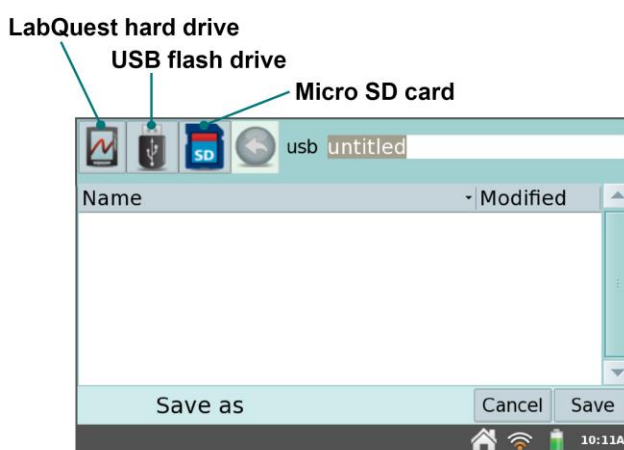 LabQuest hard drive
USB flash drive
Micro SD card
SD
usb untitled
Name Modified
Save as Cancel Save
10:11A